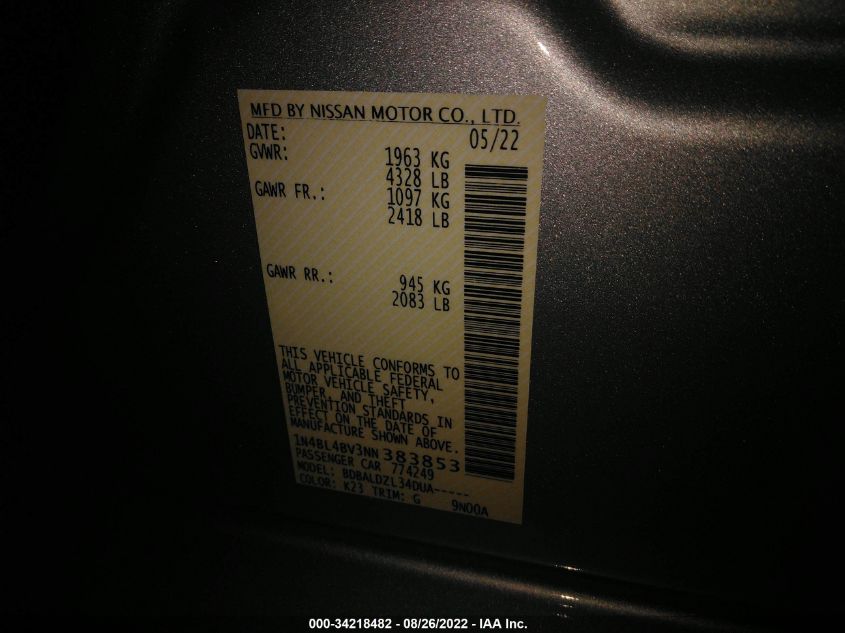 MFD BY NISSAN MOTOR CO., LTD.
DATE: 05/22
GVWR: 1963 KG
4328 LB
GAWR FR.: 1097 KG
2418 LB
GAWR RR.: 945 KG
2083 LB
THIS VEHICLE CONFORMS TO
ALL APPLICABLE FEDERAL
MOTOR VEHICLE SAFETY,
BUMPER, AND THEFT
PREVENTION STANDARDS IN
EFFECT ON THE DATE OF
MANUFACTURE SHOWN ABOVE.
1N4BL4BV3NN383853
PASSENGER CAR 774249
MODEL: BDBALDZL34DUA-----
COLOR: K23 TRIM: G 9N00A
000-34218482 - 08/26/2022 - IAA Inc.